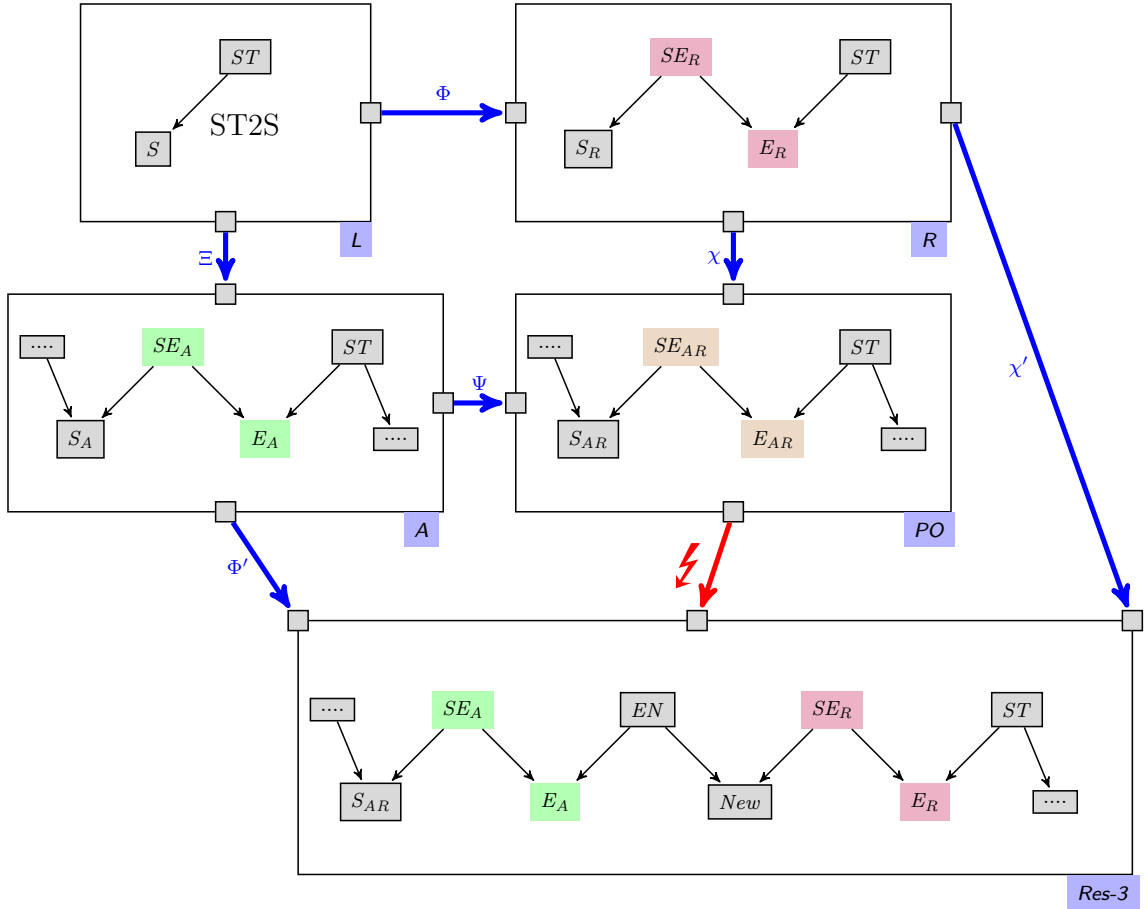 ST SE_R ST
Φ
ST2S
S S_R E_R
L R
Ξ χ
.... SE_A ST .... SE_AR ST
χ′
Ψ
S_A E_A .... S_AR E_AR ....
A PO
Φ′
.... SE_A EN SE_R ST
S_AR E_A New E_R ....
Res-3